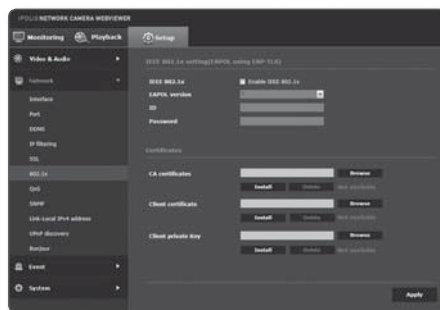 iPOLiS NETWORK CAMERA WEBVIEWER
Monitoring
Playback
Setup
Video & Audio
Network
Interface
Port
DDNS
IP filtering
SSL
802.1x
QoS
SNMP
Link-Local IPv4 address
UPnP discovery
Bonjour
Event
System
IEEE 802.1x setting(EAPOL using EAP-TLS)
IEEE 802.1x
Enable IEEE 802.1x
EAPOL version
ID
Password
Certificates
CA certificates
Browse
Install
Delete
Not available
Client certificate
Browse
Install
Delete
Not available
Client private Key
Browse
Install
Delete
Not available
Apply